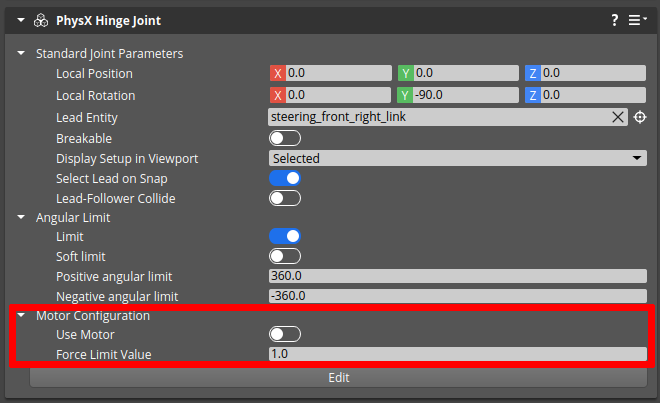 PhysX Hinge Joint ?
Standard Joint Parameters
Local Position X 0.0 Y 0.0 Z 0.0
Local Rotation X 0.0 Y -90.0 Z 0.0
Lead Entity steering_front_right_link
Breakable
Display Setup in Viewport Selected
Select Lead on Snap
Lead-Follower Collide
Angular Limit
Limit
Soft limit
Positive angular limit 360.0
Negative angular limit -360.0
Motor Configuration
Use Motor
Force Limit Value 1.0
Edit